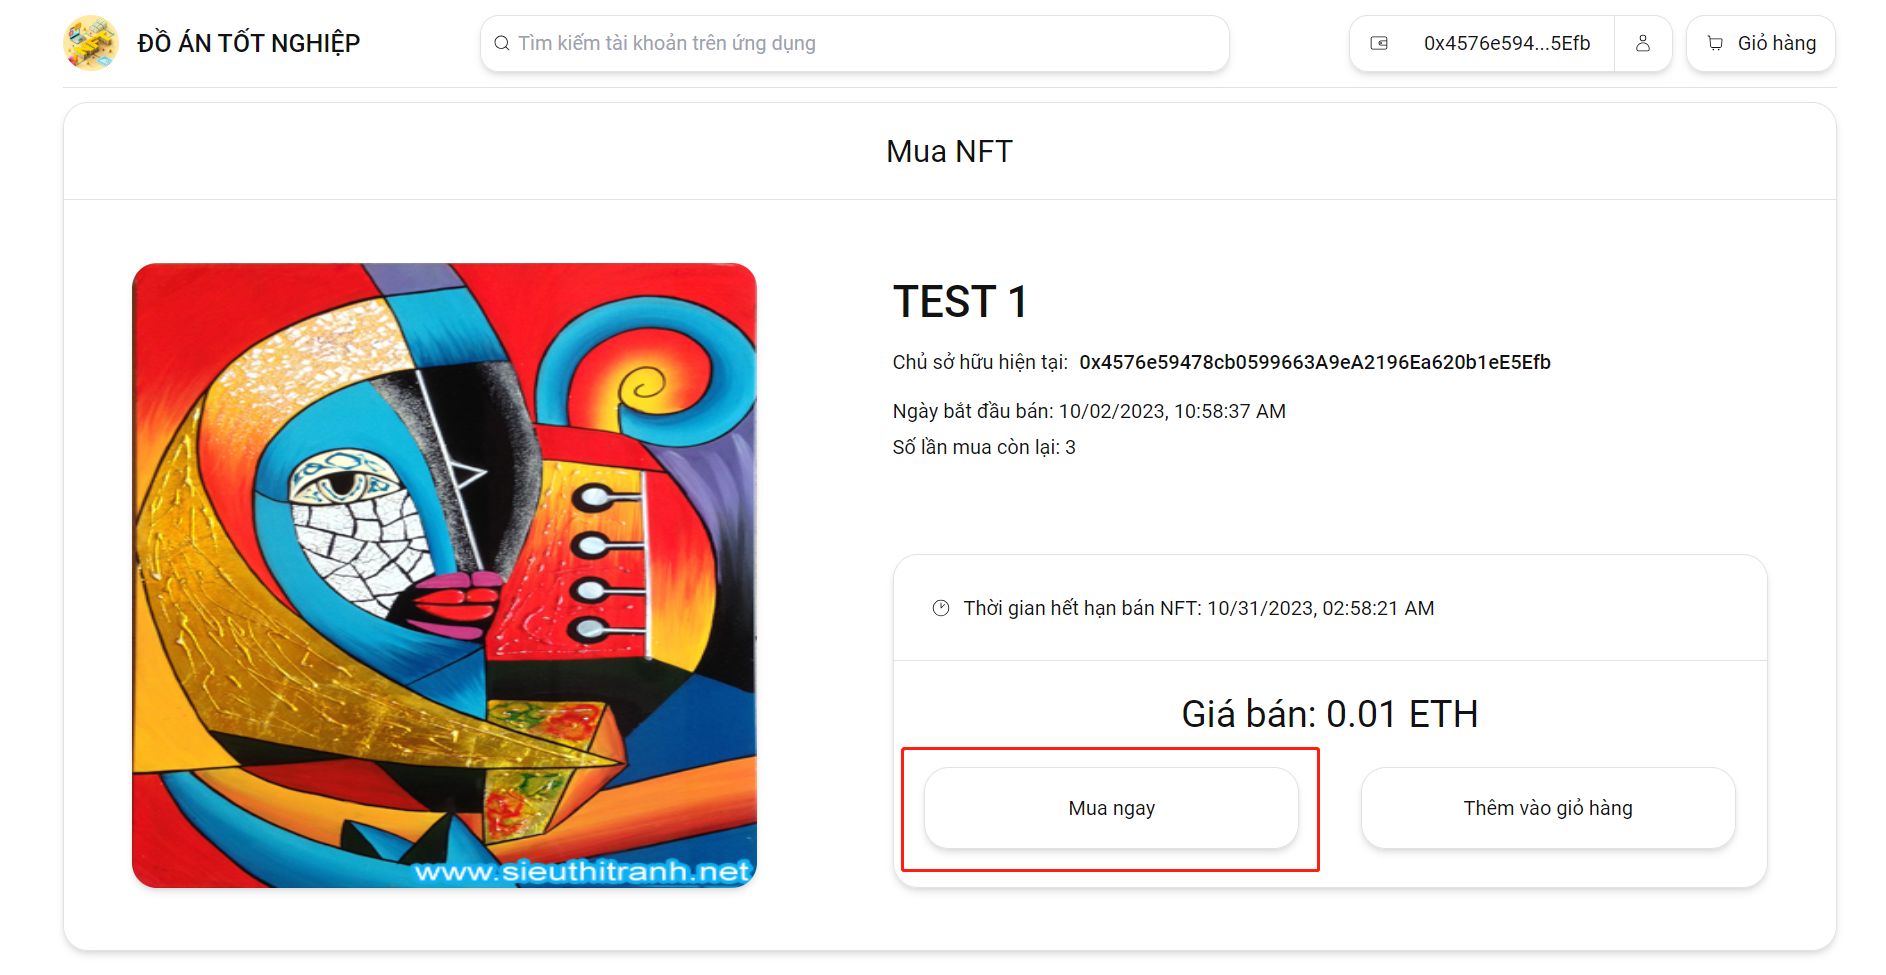 ĐỒ ÁN TỐT NGHIỆP
Tìm kiếm tài khoản trên ứng dụng
0x4576e594...5Efb
Giỏ hàng
Mua NFT
TEST 1
Chủ sở hữu hiện tại: 0x4576e59478cb0599663A9eA2196Ea620b1eE5Efb
Ngày bắt đầu bán: 10/02/2023, 10:58:37 AM
Số lần mua còn lại: 3
Thời gian hết hạn bán NFT: 10/31/2023, 02:58:21 AM
Giá bán: 0.01 ETH
Mua ngay
Thêm vào giỏ hàng
www.sieuthitranh.net